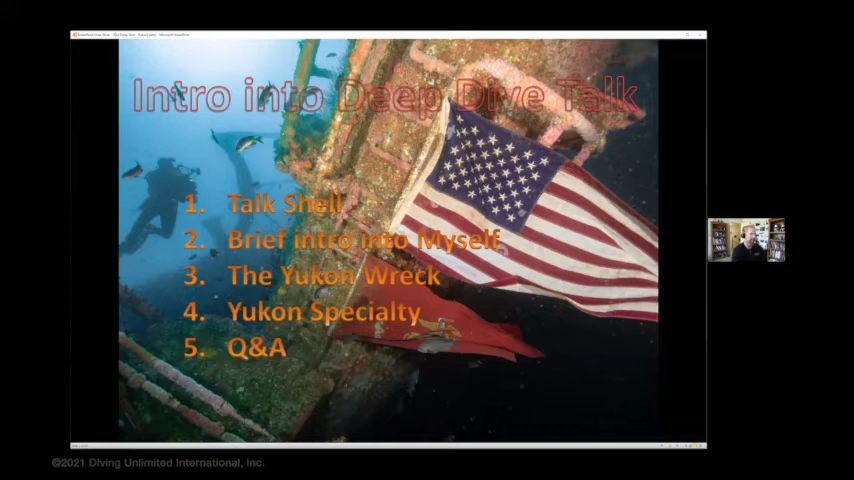 Intro into Deep Dive Talk
1. Talk Shell
2. Brief intro into Myself
3. The Yukon Wreck
4. Yukon Specialty
5. Q&A
©2021 Diving Unlimited International, Inc.